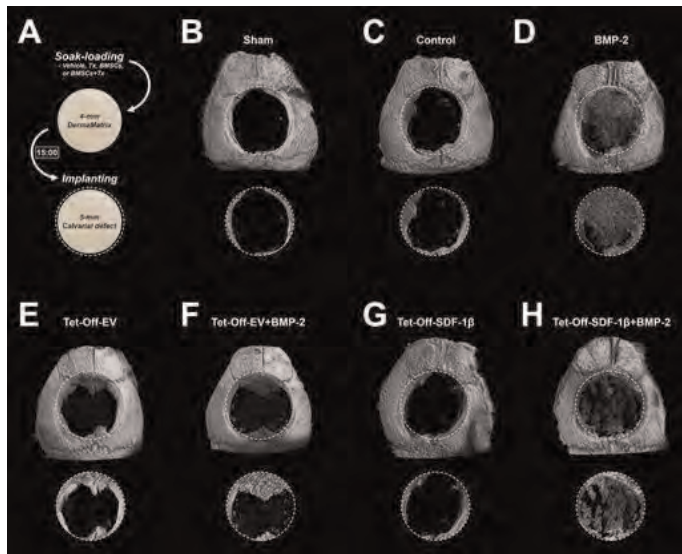 A
Soak-loading
- Vehicle, Tx, BMSCs,
or BMSCs+Tx
4-mm
DermaMatrix
15:00
Implanting
5-mm
Calvarial defect
B
Sham
C
Control
D
BMP-2
E
Tet-Off-EV
F
Tet-Off-EV+BMP-2
G
Tet-Off-SDF-1β
H
Tet-Off-SDF-1β+BMP-2